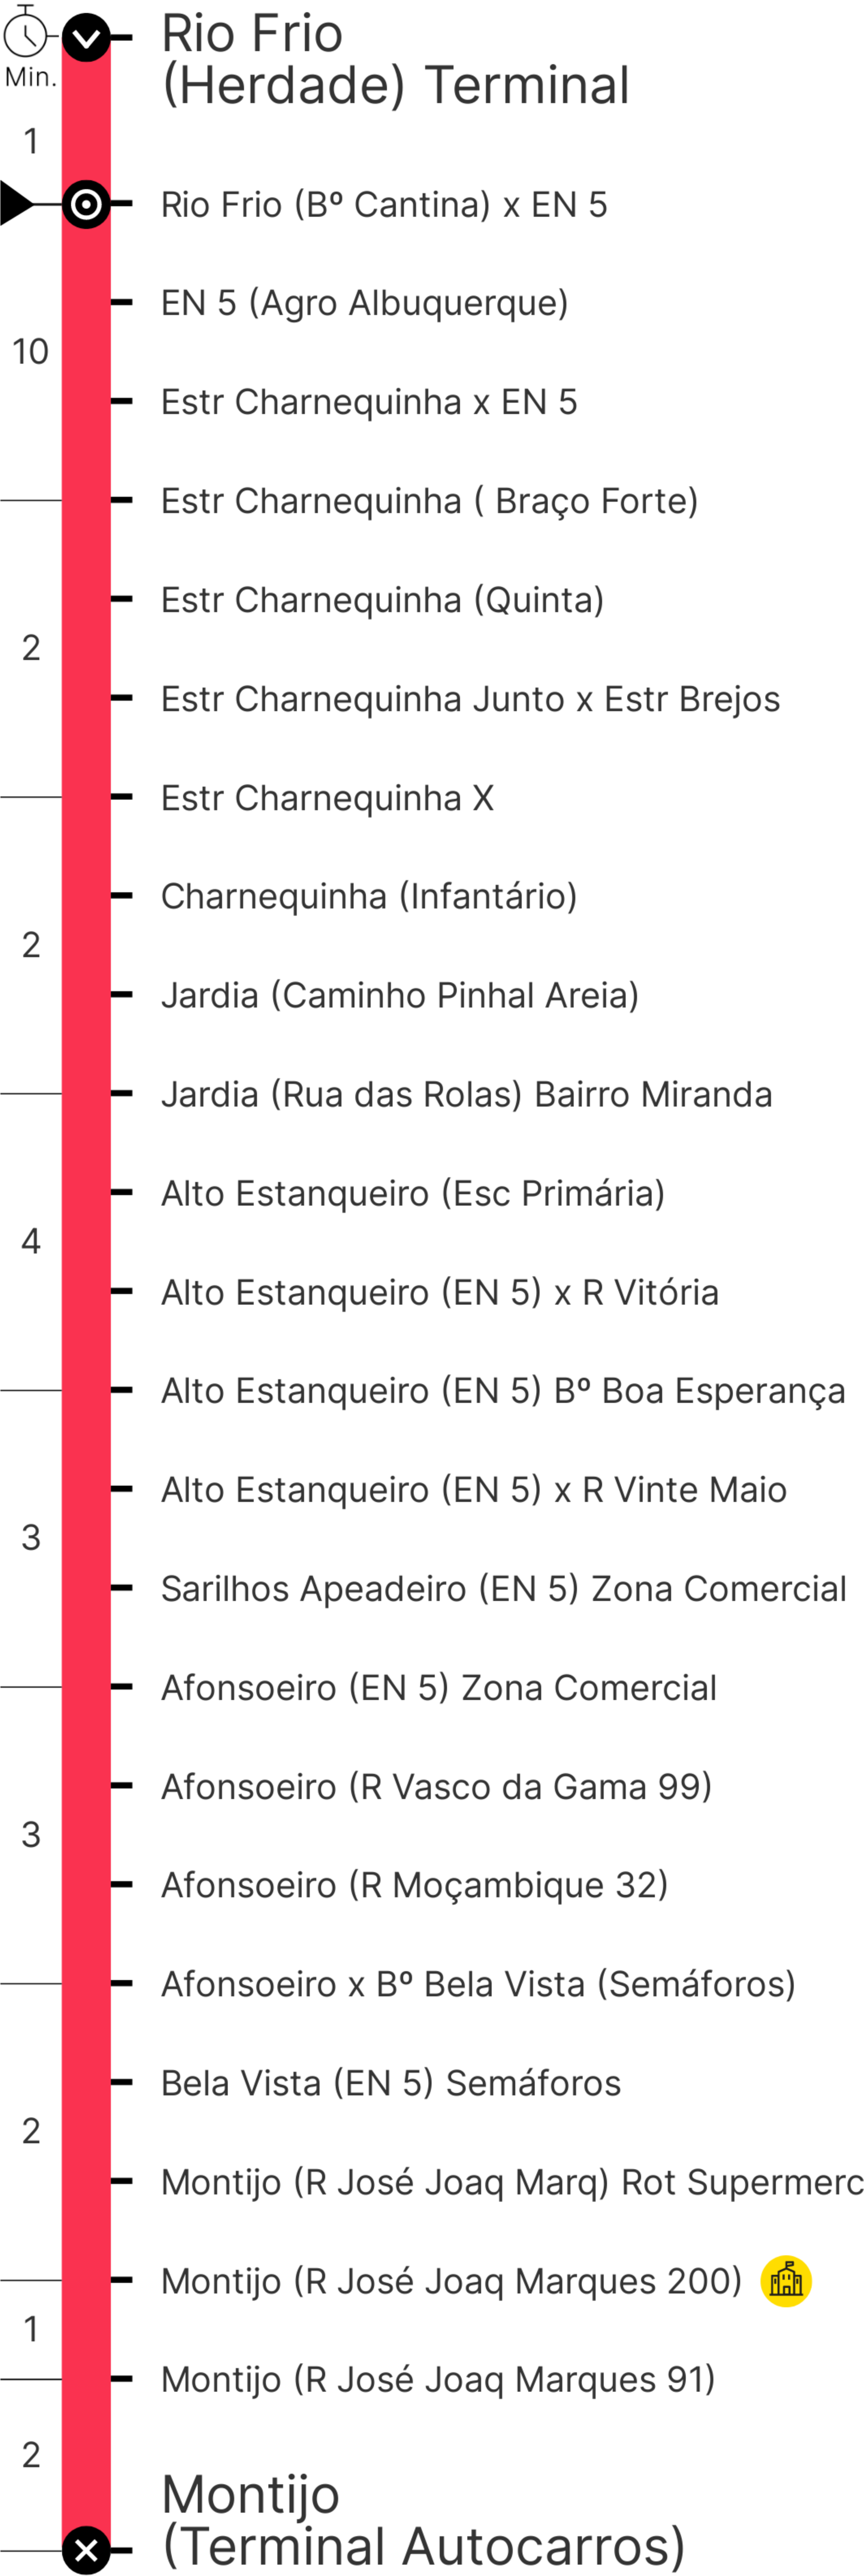 Rio Frio
(Herdade) Terminal
Min.
1
Rio Frio (Bº Cantina) x EN 5
EN 5 (Agro Albuquerque)
10
Estr Charnequinha x EN 5
Estr Charnequinha ( Braço Forte)
Estr Charnequinha (Quinta)
2
Estr Charnequinha Junto x Estr Brejos
Estr Charnequinha X
Charnequinha (Infantário)
2
Jardia (Caminho Pinhal Areia)
Jardia (Rua das Rolas) Bairro Miranda
Alto Estanqueiro (Esc Primária)
4
Alto Estanqueiro (EN 5) x R Vitória
Alto Estanqueiro (EN 5) Bº Boa Esperança
Alto Estanqueiro (EN 5) x R Vinte Maio
3
Sarilhos Apeadeiro (EN 5) Zona Comercial
Afonsoeiro (EN 5) Zona Comercial
Afonsoeiro (R Vasco da Gama 99)
3
Afonsoeiro (R Moçambique 32)
Afonsoeiro x Bº Bela Vista (Semáforos)
Bela Vista (EN 5) Semáforos
2
Montijo (R José Joaq Marq) Rot Supermerc
Montijo (R José Joaq Marques 200)
1
Montijo (R José Joaq Marques 91)
2
Montijo
(Terminal Autocarros)